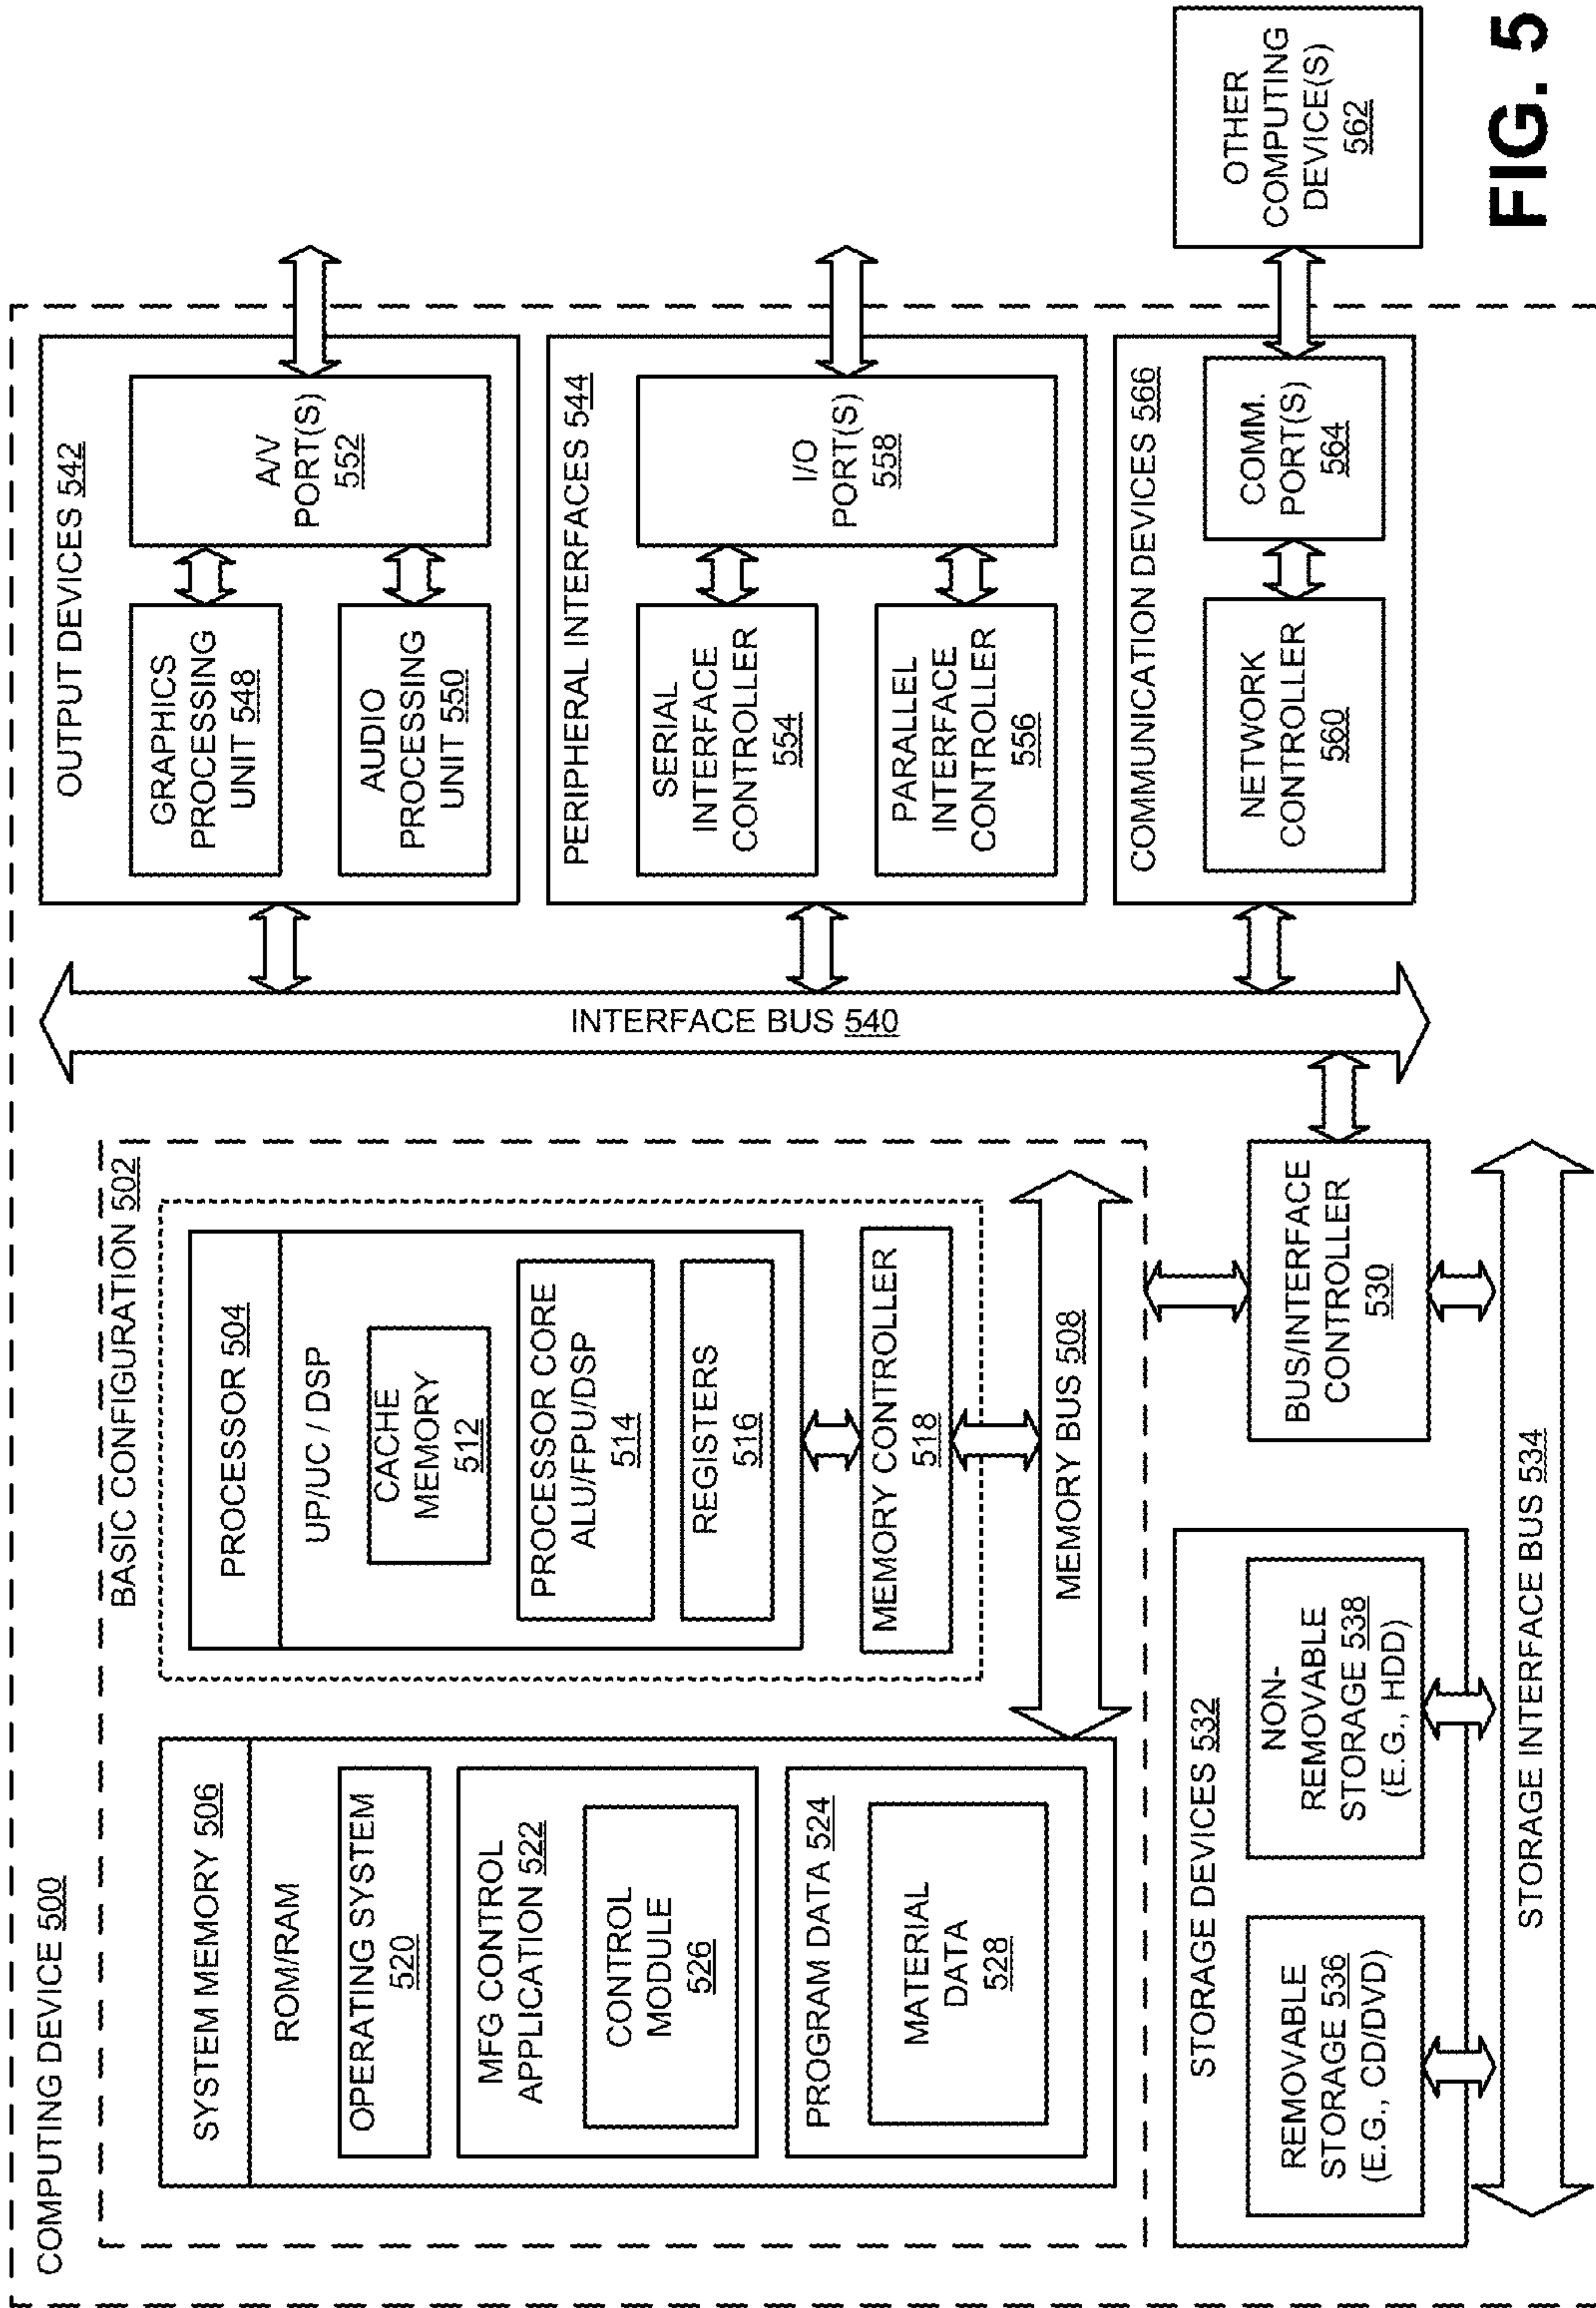 COMPUTING DEVICE 500
BASIC CONFIGURATION 502
SYSTEM MEMORY 506
ROM/RAM
OPERATING SYSTEM
520
MFG CONTROL
APPLICATION 522
CONTROL
MODULE
526
PROGRAM DATA 524
MATERIAL
DATA
528
PROCESSOR 504
UP/UC / DSP
CACHE
MEMORY
512
PROCESSOR CORE
ALU/FPU/DSP
514
REGISTERS
516
MEMORY CONTROLLER
518
MEMORY BUS 508
STORAGE DEVICES 532
REMOVABLE
STORAGE 536
(E.G., CD/DVD)
NON-
REMOVABLE
STORAGE 538
(E.G., HDD)
STORAGE INTERFACE BUS 534
BUS/INTERFACE
CONTROLLER
530
INTERFACE BUS 540
OUTPUT DEVICES 542
GRAPHICS
PROCESSING
UNIT 548
AUDIO
PROCESSING
UNIT 550
A/V
PORT(S)
552
PERIPHERAL INTERFACES 544
SERIAL
INTERFACE
CONTROLLER
554
PARALLEL
INTERFACE
CONTROLLER
556
I/O
PORT(S)
558
COMMUNICATION DEVICES 566
NETWORK
CONTROLLER
560
COMM.
PORT(S)
564
OTHER
COMPUTING
DEVICE(S)
562
FIG. 5